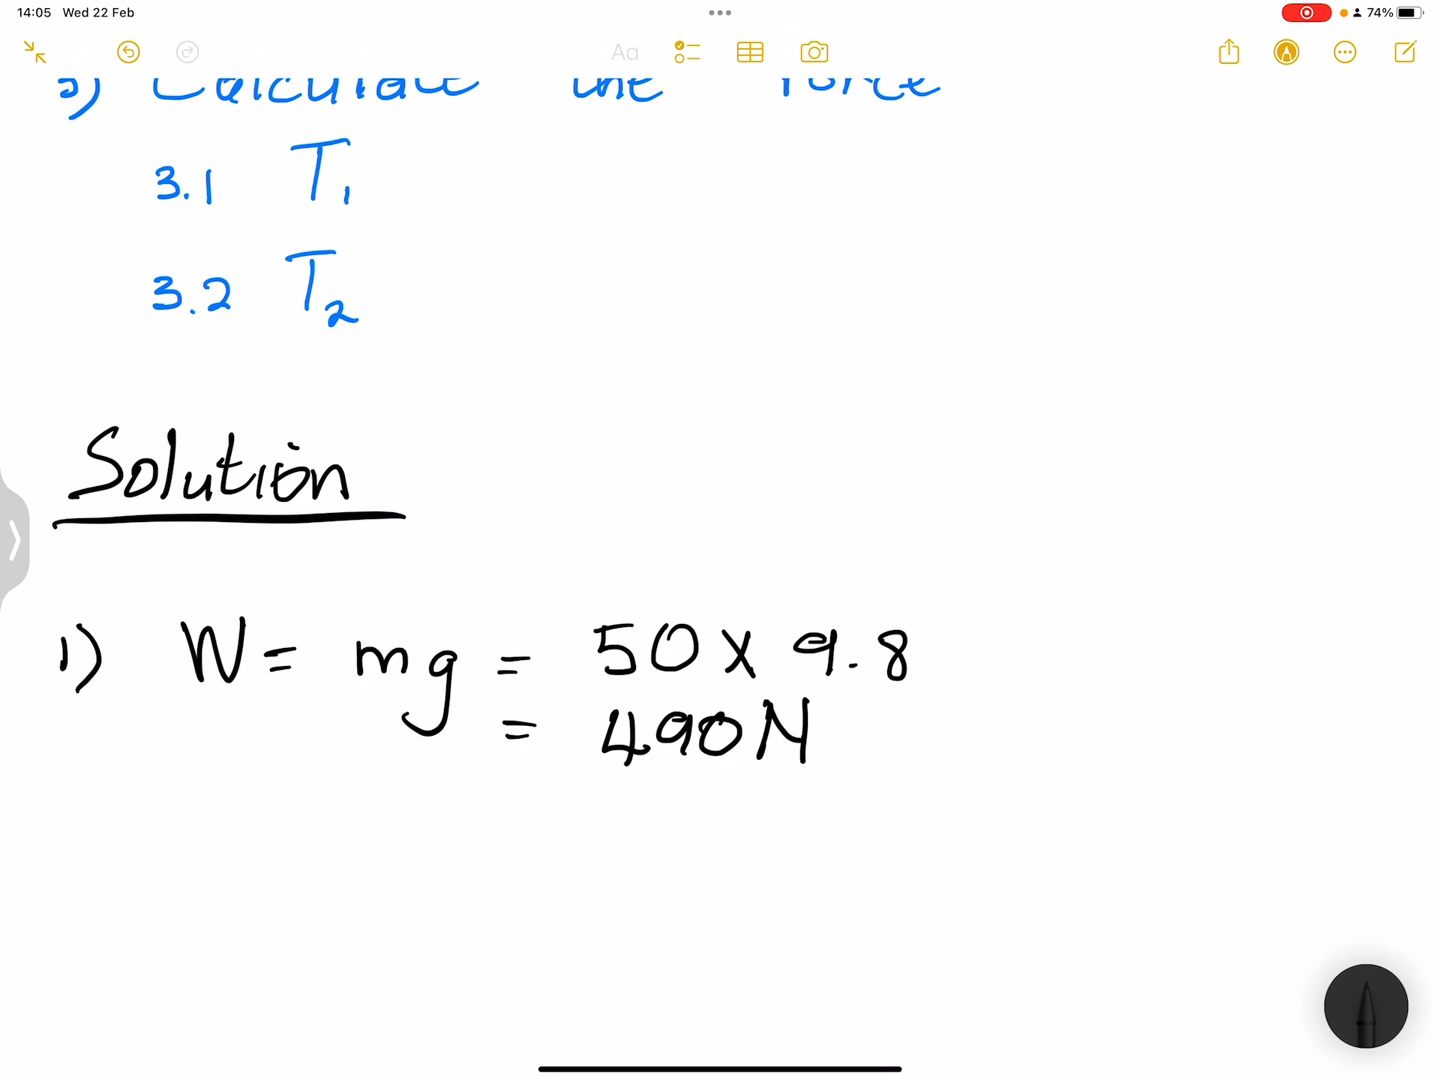 14:05 Wed 22 Feb
74%
Aa
3) Calculate the force
3.1 T₁
3.2 T₂
Solution
1) W = mg = 50 x 9.8
= 490N